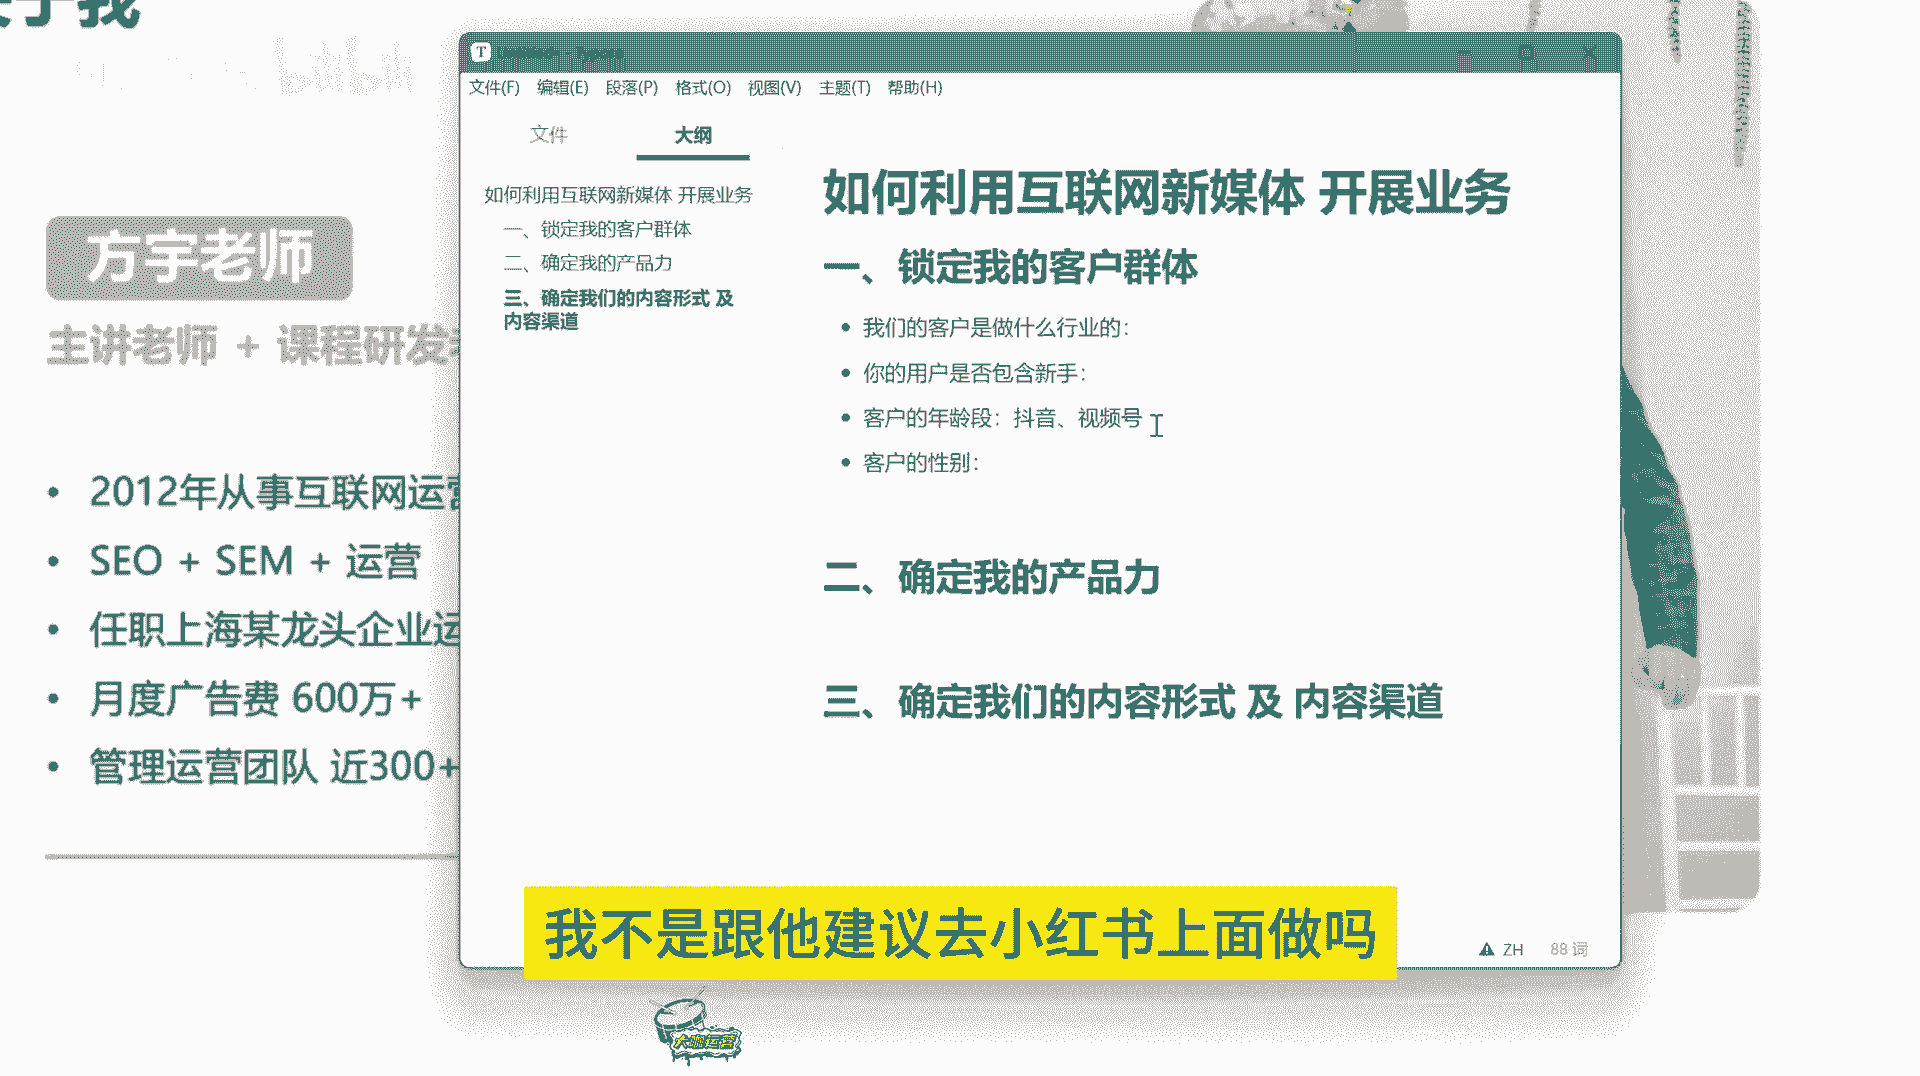 于我
bilibili
方宇老师
主讲老师 + 课程研发
2012年从事互联网运营
SEO + SEM + 运营
任职上海某龙头企业运
月度广告费 600万+
管理运营团队 近300+
T
文件(F) 编辑(E) 段落(P) 格式(O) 视图(V) 主题(T) 帮助(H)
文件 大纲
如何利用互联网新媒体 开展业务
一、锁定我的客户群体
二、确定我的产品力
三、确定我们的内容形式 及
内容渠道
如何利用互联网新媒体 开展业务
一、锁定我的客户群体
我们的客户是做什么行业的：
你的用户是否包含新手：
客户的年龄段：抖音、视频号
客户的性别：
二、确定我的产品力
三、确定我们的内容形式 及 内容渠道
我不是跟他建议去小红书上面做吗
ZH 88 词
大咖运营